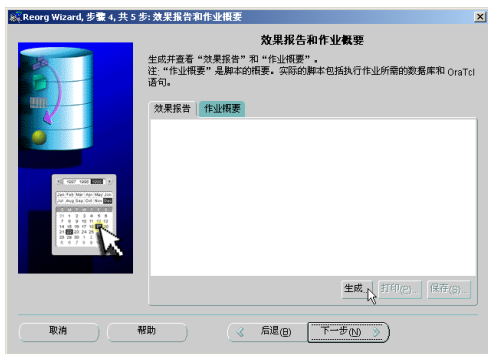 Reorg Wizard, 步骤 4, 共 5 步: 效果报告和作业概要
效果报告和作业概要
生成并查看“效果报告”和“作业概要”。
注: “作业概要”是脚本的概要。实际的脚本包括执行作业所需的数据库和 OraTcl
语句。
效果报告 作业概要
生成... 打印(P)... 保存(S)...
取消 帮助 后退(B) 下一步(N)